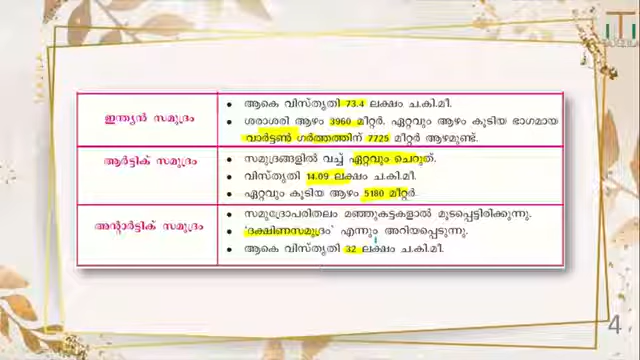 ഇന്ത്യൻ സമുദ്രം
• ആകെ വിസ്തൃതി 73.4 ലക്ഷം ച.കി.മീ.
• ശരാശരി ആഴം 3960 മീറ്റർ. ഏറ്റവും ആഴം കൂടിയ ഭാഗമായ
വാർട്ടൺ ഗർത്തത്തിന് 7725 മീറ്റർ ആഴമുണ്ട്.
ആർട്ടിക് സമുദ്രം
• സമുദ്രങ്ങളിൽ വച്ച് ഏറ്റവും ചെറുത്.
• വിസ്തൃതി 14.09 ലക്ഷം ച.കി.മീ.
• ഏറ്റവും കൂടിയ ആഴം 5180 മീറ്റർ.
അന്റാർട്ടിക് സമുദ്രം
• സമുദ്രോപരിതലം മഞ്ഞുകട്ടകളാൽ മൂടപ്പെട്ടിരിക്കുന്നു.
• 'ദക്ഷിണസമുദ്രം' എന്നും അറിയപ്പെടുന്നു.
• ആകെ വിസ്തൃതി 32 ലക്ഷം ച.കി.മീ.
4